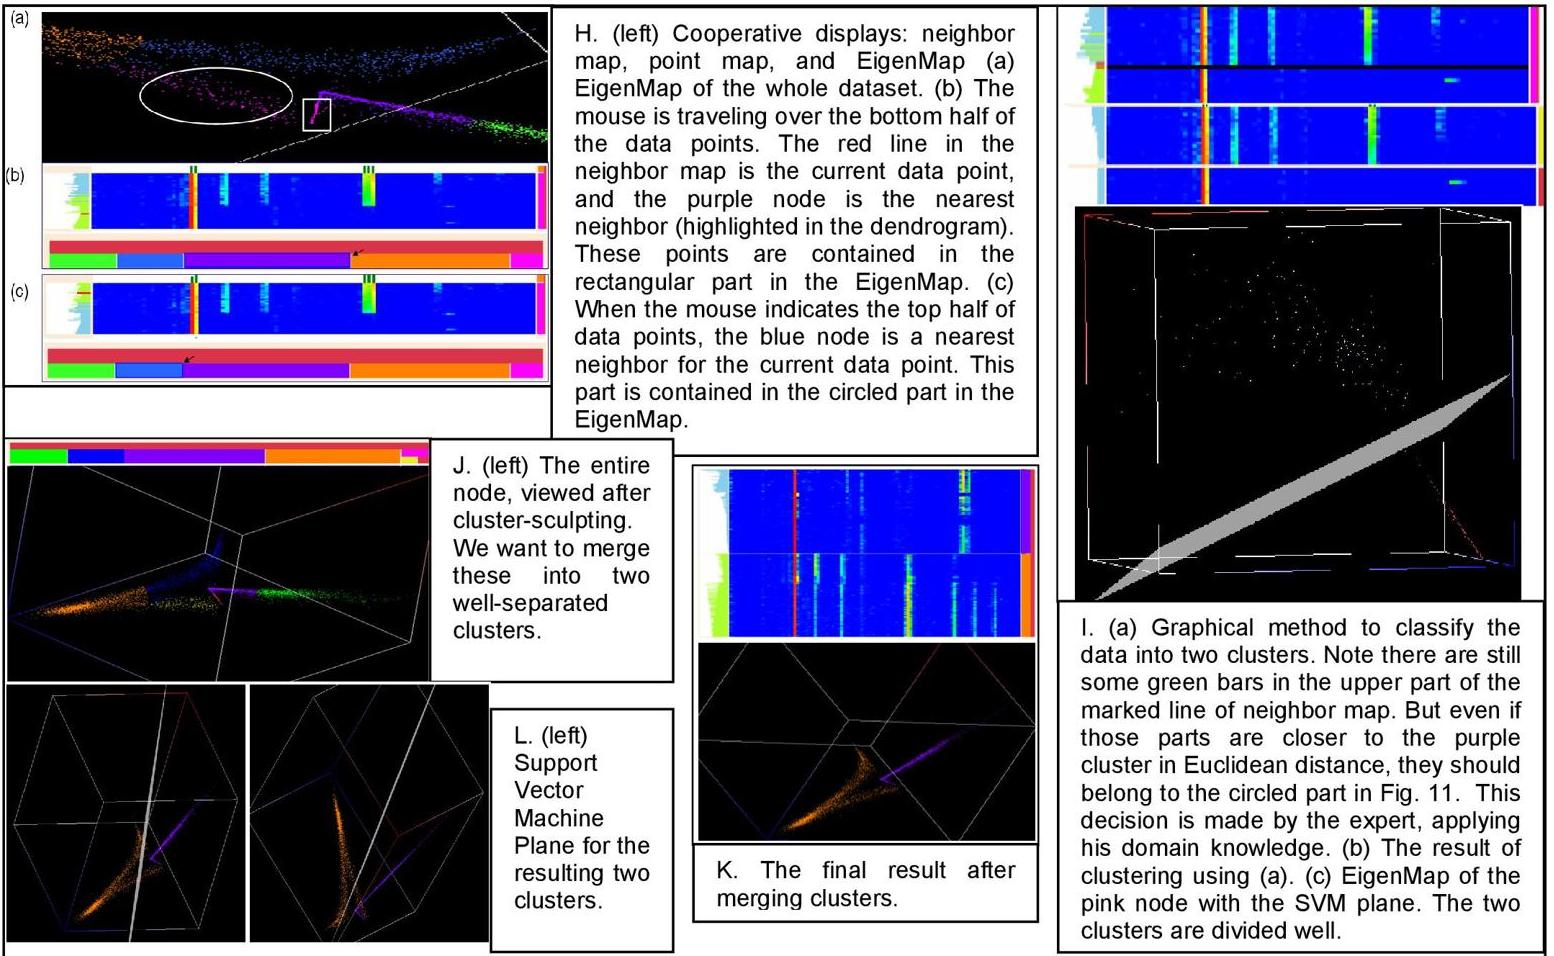 (a)
(b)
(c)
H. (left) Cooperative displays: neighbor
map, point map, and EigenMap (a)
EigenMap of the whole dataset. (b) The
mouse is traveling over the bottom half of
the data points. The red line in the
neighbor map is the current data point,
and the purple node is the nearest
neighbor (highlighted in the dendrogram).
These points are contained in the
rectangular part in the EigenMap. (c)
When the mouse indicates the top half of
data points, the blue node is a nearest
neighbor for the current data point. This
part is contained in the circled part in the
EigenMap.
J. (left) The entire
node, viewed after
cluster-sculpting.
We want to merge
these into two
well-separated
clusters.
L. (left)
Support
Vector
Machine
Plane for the
resulting two
clusters.
K. The final result after
merging clusters.
I. (a) Graphical method to classify the
data into two clusters. Note there are still
some green bars in the upper part of the
marked line of neighbor map. But even if
those parts are closer to the purple
cluster in Euclidean distance, they should
belong to the circled part in Fig. 11. This
decision is made by the expert, applying
his domain knowledge. (b) The result of
clustering using (a). (c) EigenMap of the
pink node with the SVM plane. The two
clusters are divided well.